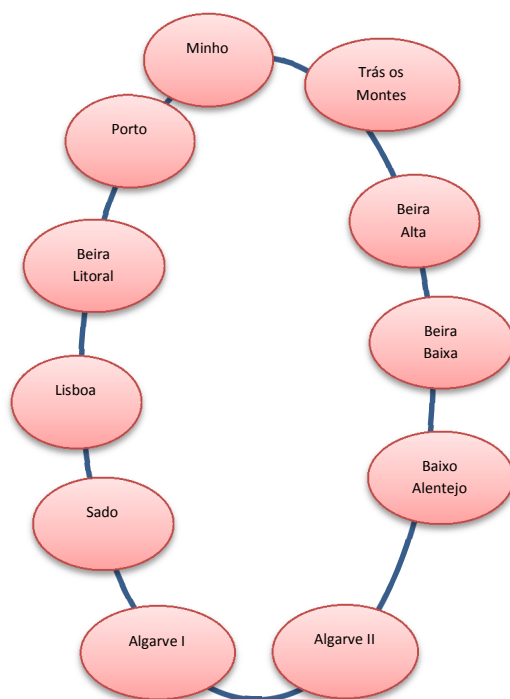 Minho
Trás os
Montes
Porto
Beira
Alta
Beira
Litoral
Beira
Baixa
Lisboa
Baixo
Alentejo
Sado
Algarve I
Algarve II